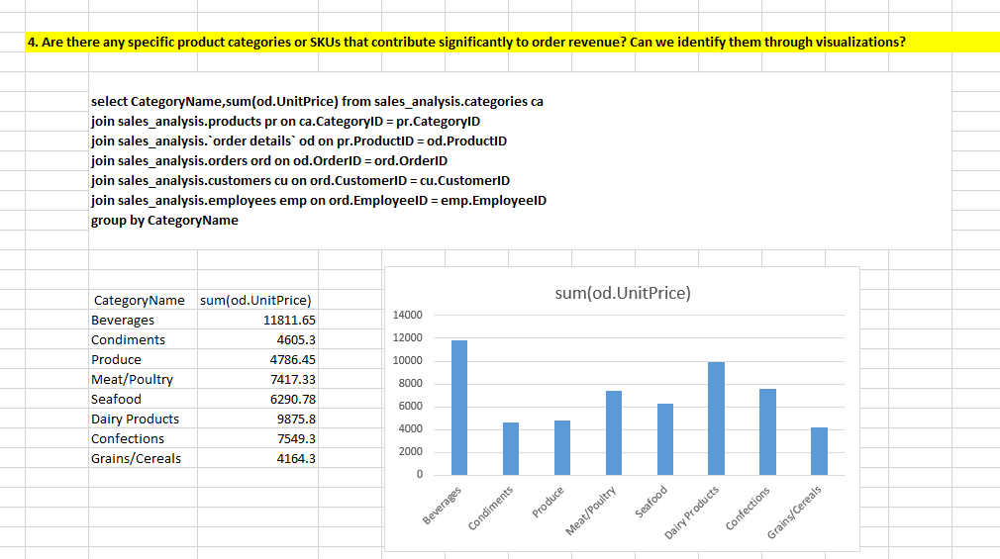 4. Are there any specific product categories or SKUs that contribute significantly to order revenue? Can we identify them through visualizations?
select CategoryName,sum(od.UnitPrice) from sales_analysis.categories ca
join sales_analysis.products pr on ca.CategoryID = pr.CategoryID
join sales_analysis.`order details` od on pr.ProductID = od.ProductID
join sales_analysis.orders ord on od.OrderID = ord.OrderID
join sales_analysis.customers cu on ord.CustomerID = cu.CustomerID
join sales_analysis.employees emp on ord.EmployeeID = emp.EmployeeID
group by CategoryName
CategoryName sum(od.UnitPrice)
Beverages 11811.65
Condiments 4605.3
Produce 4786.45
Meat/Poultry 7417.33
Seafood 6290.78
Dairy Products 9875.8
Confections 7549.3
Grains/Cereals 4164.3
sum(od.UnitPrice)
14000
12000
10000
8000
6000
4000
2000
0
Beverages
Condiments
Produce
Meat/Poultry
Seafood
Dairy Products
Confections
Grains/Cereals